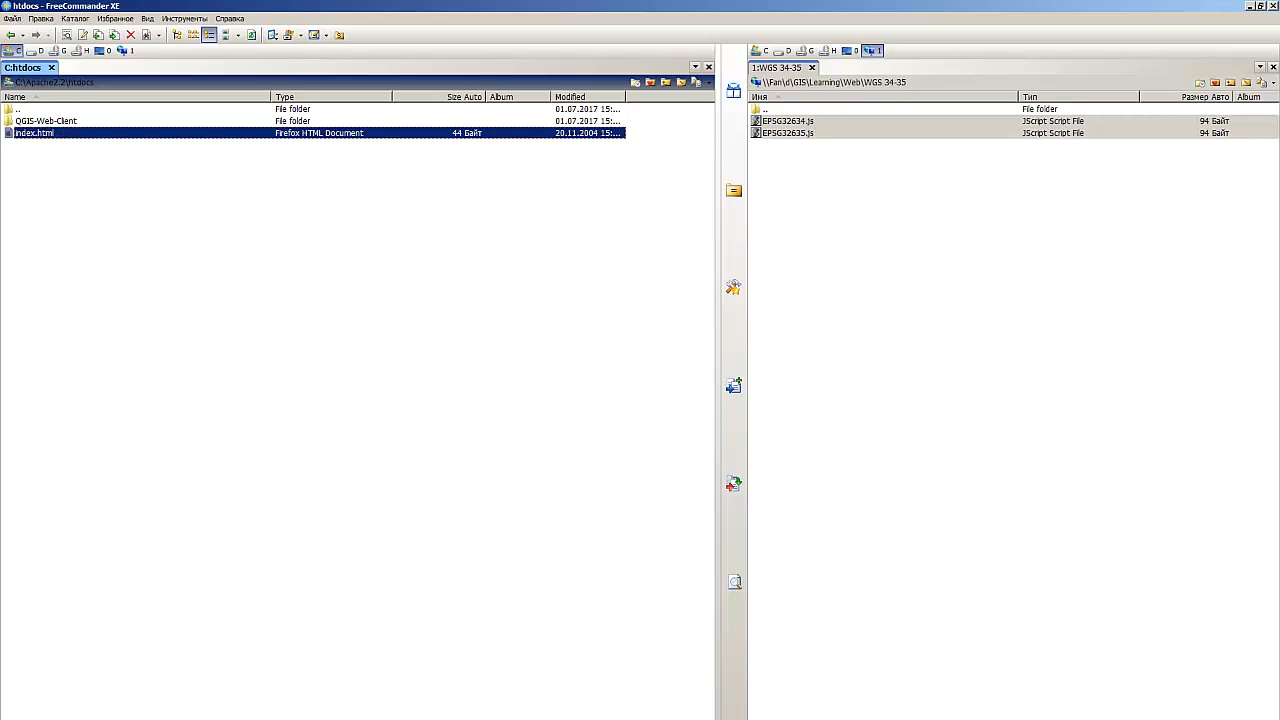 htdocs - FreeCommander XE
Файл Правка Каталог Избранное Вид Инструменты Справка
C D G H 0 1
C D G H 0 1
C:htdocs
1:WGS 34-35
C:\Apache2.2\htdocs
\\Fan\d\GIS\Learning\Web\WGS 34-35
Name Type Size Auto Album Modified
Имя Тип Размер Авто Album
.. File folder 01.07.2017 15:...
.. File folder
QGIS-Web-Client File folder 01.07.2017 15:...
EPSG32634.js JScript Script File 94 Байт
index.html Firefox HTML Document 44 Байт 20.11.2004 15:...
EPSG32635.js JScript Script File 94 Байт